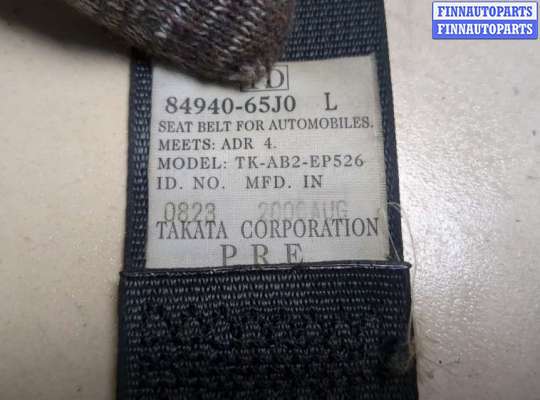 FINNAUTOPARTS
FINNAUTOPARTS
84940-65J0 L
SEAT BELT FOR AUTOMOBILES.
MEETS: ADR 4.
MODEL: TK-AB2-EP526
ID. NO. MFD. IN
0823 2006AUG
TAKATA CORPORATION
PRE